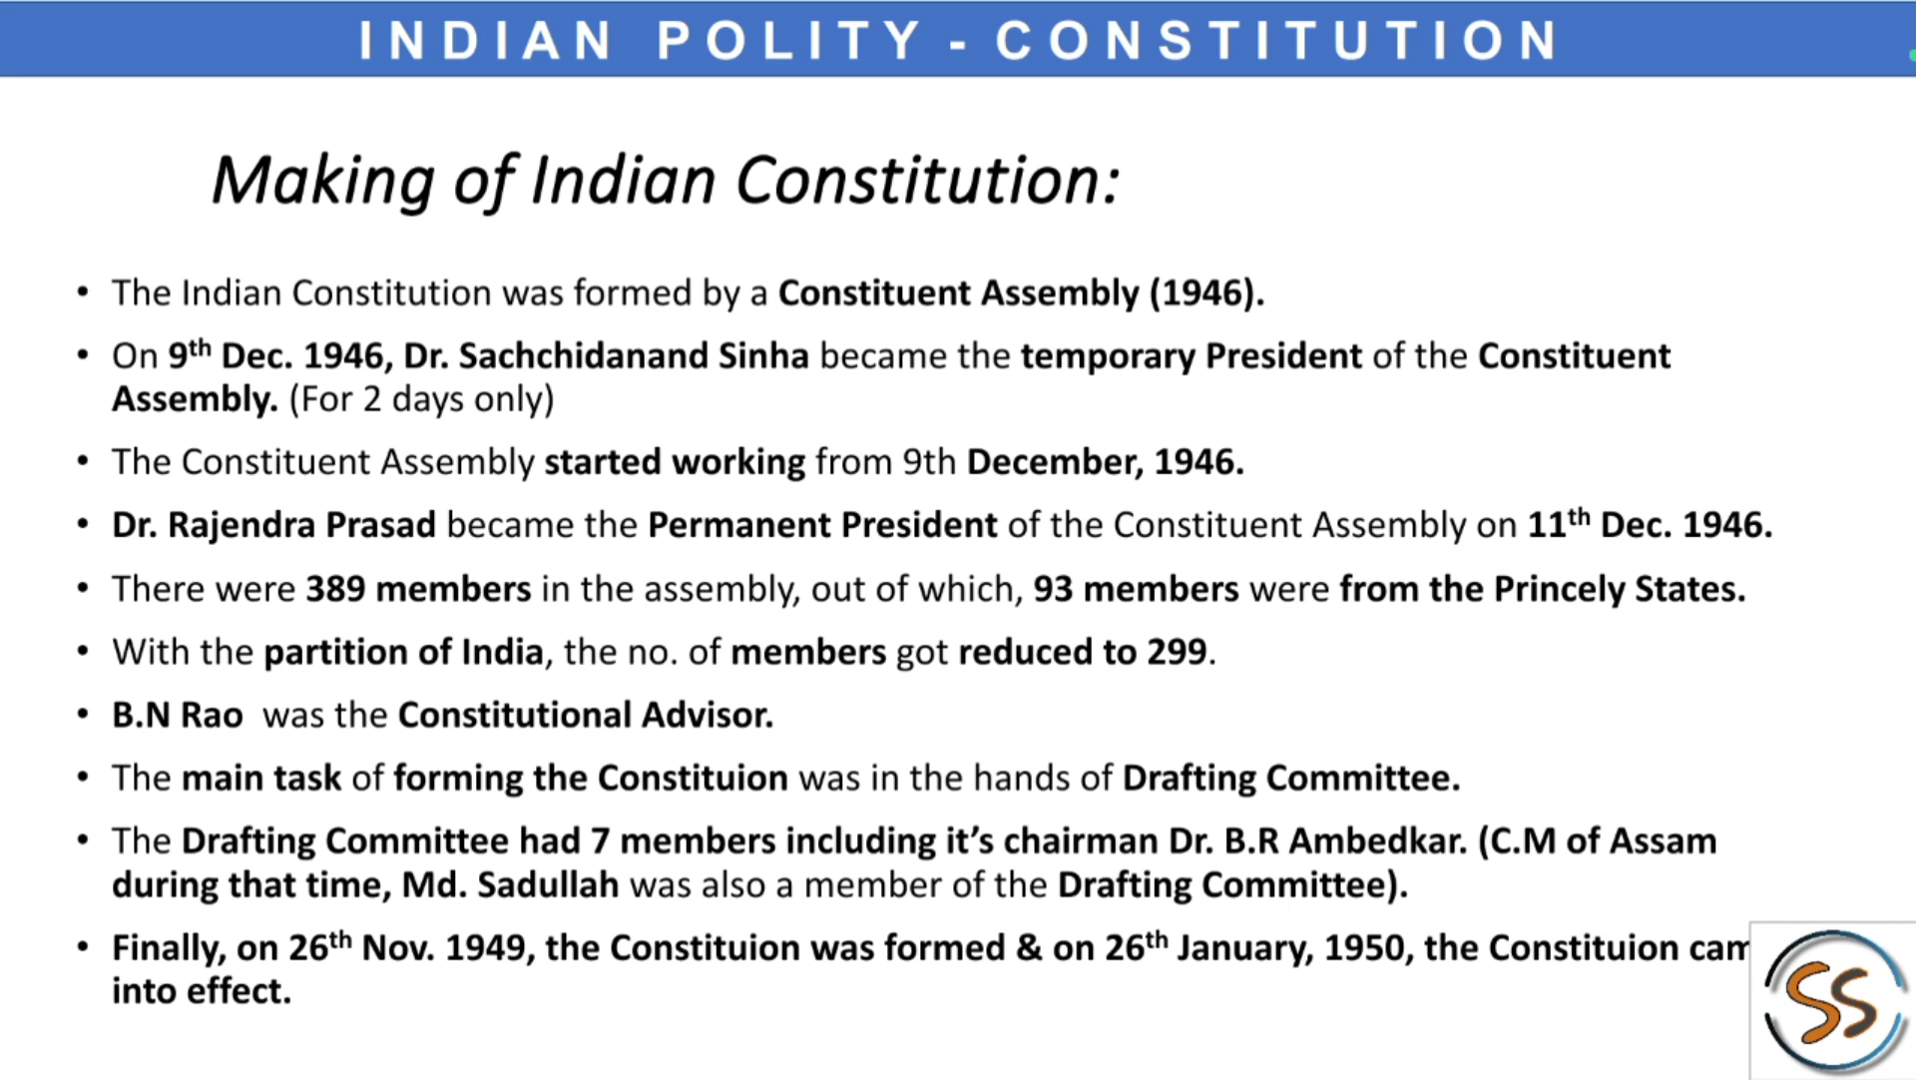 INDIAN POLITY - CONSTITUTION
Making of Indian Constitution:
• The Indian Constitution was formed by a Constituent Assembly (1946).
• On 9th Dec. 1946, Dr. Sachchidanand Sinha became the temporary President of the Constituent
Assembly. (For 2 days only)
• The Constituent Assembly started working from 9th December, 1946.
• Dr. Rajendra Prasad became the Permanent President of the Constituent Assembly on 11th Dec. 1946.
• There were 389 members in the assembly, out of which, 93 members were from the Princely States.
• With the partition of India, the no. of members got reduced to 299.
• B.N Rao was the Constitutional Advisor.
• The main task of forming the Constituion was in the hands of Drafting Committee.
• The Drafting Committee had 7 members including it’s chairman Dr. B.R Ambedkar. (C.M of Assam
during that time, Md. Sadullah was also a member of the Drafting Committee).
• Finally, on 26th Nov. 1949, the Constituion was formed & on 26th January, 1950, the Constituion cam
into effect.
SS